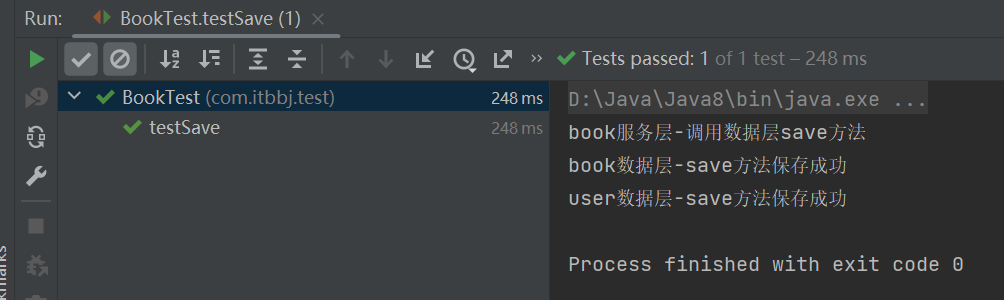 Run: BookTest.testSave (1) ×
» Tests passed: 1 of 1 test – 248 ms
BookTest (com.itbbj.test) 248 ms
testSave 248 ms
D:\Java\Java8\bin\java.exe ...
book服务层-调用数据层save方法
book数据层-save方法保存成功
user数据层-save方法保存成功
Process finished with exit code 0